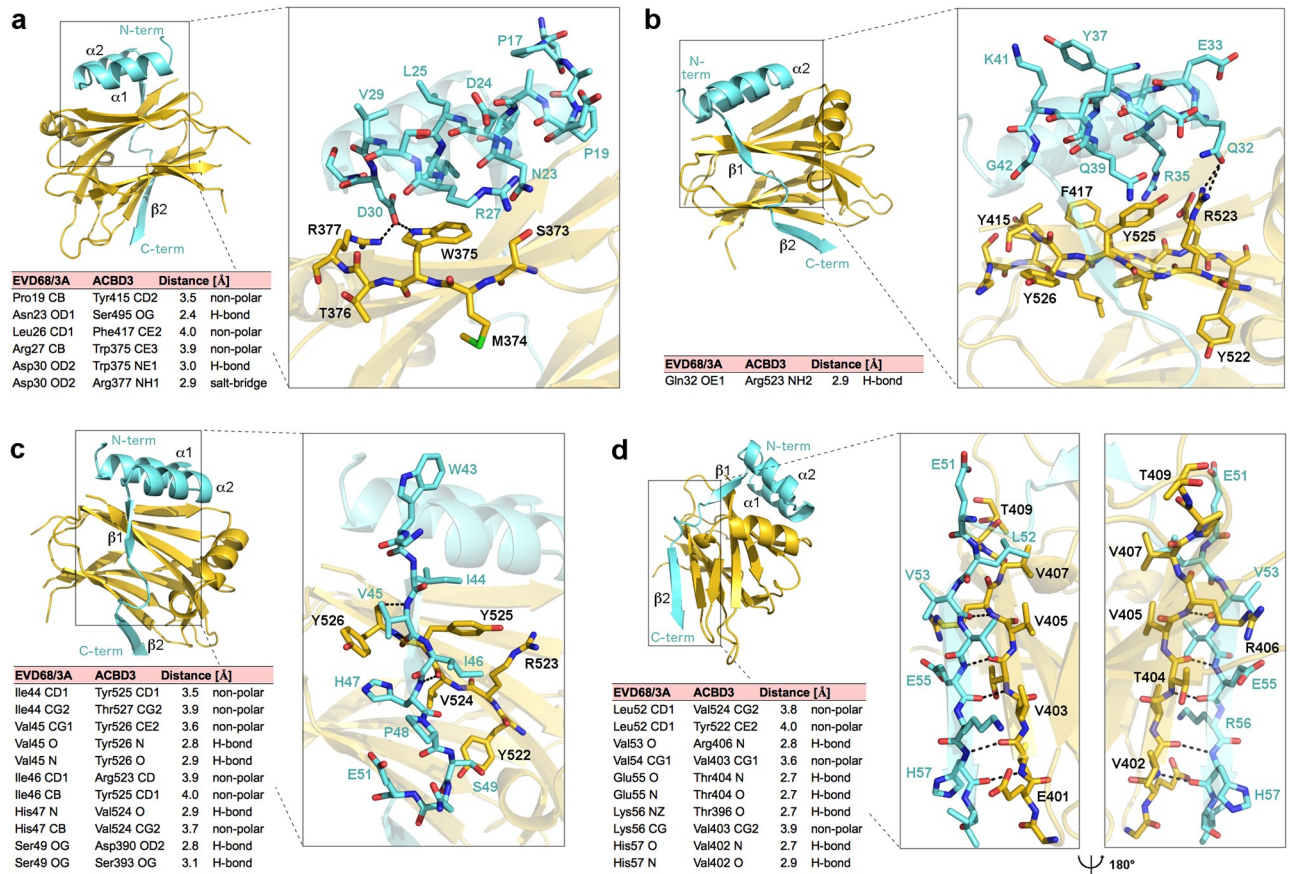 a
N-term
α2
α1
β2
C-term
P17
L25
D24
V29
P19
N23
D30
R27
R377
S373
W375
T376
M374
EVD68/3A ACBD3 Distance [Å]
Pro19 CB Tyr415 CD2 3.5 non-polar
Asn23 OD1 Ser495 OG 2.4 H-bond
Leu26 CD1 Phe417 CE2 4.0 non-polar
Arg27 CB Trp375 CE3 3.9 non-polar
Asp30 OD2 Trp375 NE1 3.0 H-bond
Asp30 OD2 Arg377 NH1 2.9 salt-bridge
b
N-
term
α2
β1
β2
C-term
Y37
E33
K41
Q32
G42
Q39
R35
F417
R523
Y415
Y525
Y526
Y522
EVD68/3A ACBD3 Distance [Å]
Gln32 OE1 Arg523 NH2 2.9 H-bond
c
N-term
α1
α2
β1
C-term
β2
W43
I44
V45
Y525
Y526
I46
R523
H47
V524
P48
Y522
E51
S49
EVD68/3A ACBD3 Distance [Å]
Ile44 CD1 Tyr525 CD1 3.5 non-polar
Ile44 CG2 Thr527 CG2 3.9 non-polar
Val45 CG1 Tyr526 CE2 3.6 non-polar
Val45 O Tyr526 N 2.8 H-bond
Val45 N Tyr526 O 2.9 H-bond
Ile46 CD1 Arg523 CD 3.9 non-polar
Ile46 CB Tyr525 CD1 4.0 non-polar
His47 N Val524 O 2.9 H-bond
His47 CB Val524 CG2 3.7 non-polar
Ser49 OG Asp390 OD2 2.8 H-bond
Ser49 OG Ser393 OG 3.1 H-bond
d
N-term
β1
α2
α1
β2
C-term
E51
T409
L52
V407
V53
V405
E55
V403
H57
E401
T409
E51
V407
V53
V405
R406
T404
E55
R56
V402
H57
180°
EVD68/3A ACBD3 Distance [Å]
Leu52 CD1 Val524 CG2 3.8 non-polar
Leu52 CD1 Tyr522 CE2 4.0 non-polar
Val53 O Arg406 N 2.8 H-bond
Val54 CG1 Val403 CG1 3.6 non-polar
Glu55 O Thr404 N 2.7 H-bond
Glu55 N Thr404 O 2.7 H-bond
Lys56 NZ Thr396 O 2.7 H-bond
Lys56 CG Val403 CG2 3.9 non-polar
His57 O Val402 N 2.7 H-bond
His57 N Val402 O 2.9 H-bond